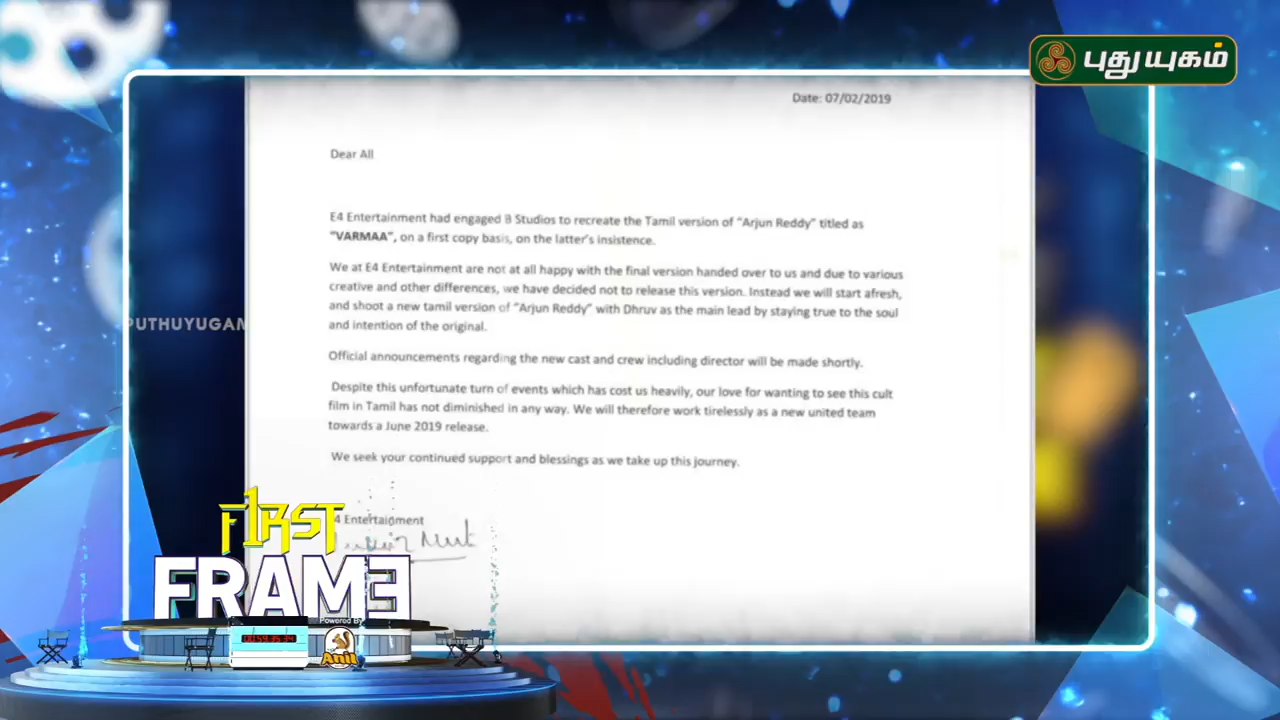 புதுயுகம்
Date: 07/02/2019
Dear All
E4 Entertainment had engaged B Studios to recreate the Tamil version of "Arjun Reddy" titled as
"VARMAA", on a first copy basis, on the latter's insistence.
We at E4 Entertainment are not at all happy with the final version handed over to us and due to various
creative and other differences, we have decided not to release this version. Instead we will start afresh,
and shoot a new tamil version of "Arjun Reddy" with Dhruv as the main lead by staying true to the soul
and intention of the original.
PUTHUYUGAM
Official announcements regarding the new cast and crew including director will be made shortly.
Despite this unfortunate turn of events which has cost us heavily, our love for wanting to see this cult
film in Tamil has not diminished in any way. We will therefore work tirelessly as a new united team
towards a June 2019 release.
We seek your continued support and blessings as we take up this journey.
4 Entertainment
F1RST
FRAME
Powered By
Anil